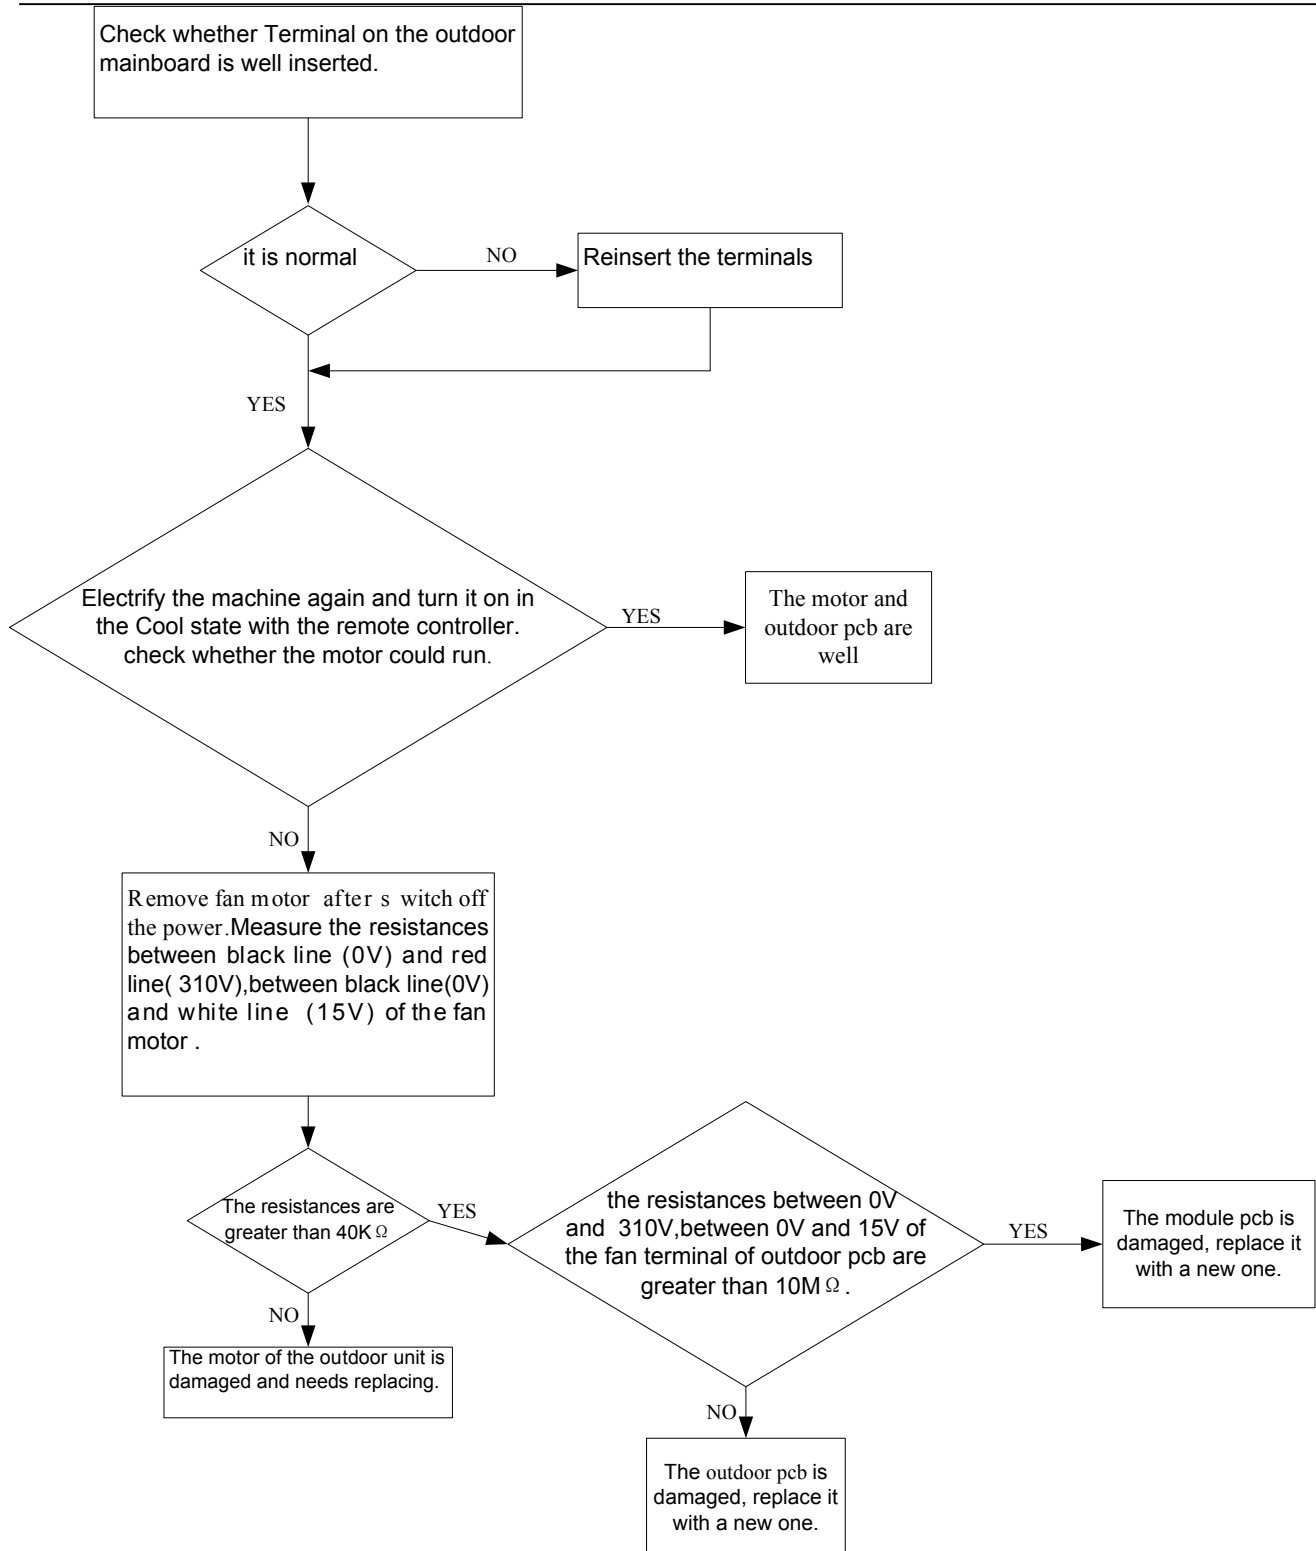 Check whether Terminal on the outdoor
mainboard is well inserted.
it is normal
NO
Reinsert the terminals
YES
Electrify the machine again and turn it on in
the Cool state with the remote controller.
check whether the motor could run.
YES
The motor and
outdoor pcb are
well
NO
Remove fan motor after s witch off
the power.Measure the resistances
between black line (0V) and red
line( 310V),between black line(0V)
and white line (15V) of the fan
motor .
The resistances are
greater than 40K Ω
YES
the resistances between 0V
and 310V,between 0V and 15V of
the fan terminal of outdoor pcb are
greater than 10M Ω .
YES
The module pcb is
damaged, replace it
with a new one.
NO
The motor of the outdoor unit is
damaged and needs replacing.
NO
The outdoor pcb is
damaged, replace it
with a new one.